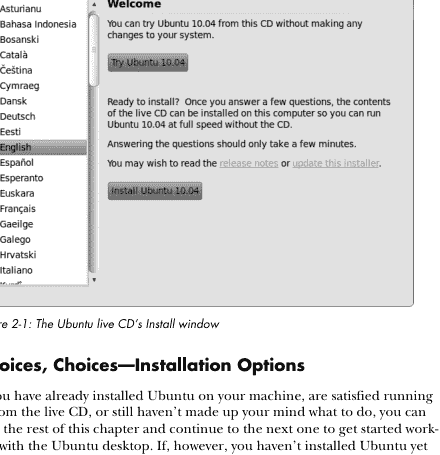 Asturianu
Bahasa Indonesia
Bosanski
Català
Čeština
Cymraeg
Dansk
Deutsch
Eesti
English
Español
Esperanto
Euskara
Français
Gaeilge
Galego
Hrvatski
Italiano
Welcome
You can try Ubuntu 10.04 from this CD without making any
changes to your system.
Try Ubuntu 10.04
Ready to install? Once you answer a few questions, the contents
of the live CD can be installed on this computer so you can run
Ubuntu 10.04 at full speed without the CD.
Answering the questions should only take a few minutes.
You may wish to read the release notes or update this installer.
Install Ubuntu 10.04
e 2-1: The Ubuntu live CD's Install window
oices, Choices—Installation Options
u have already installed Ubuntu on your machine, are satisfied running
om the live CD, or still haven't made up your mind what to do, you can
the rest of this chapter and continue to the next one to get started work-
with the Ubuntu desktop. If, however, you haven't installed Ubuntu yet